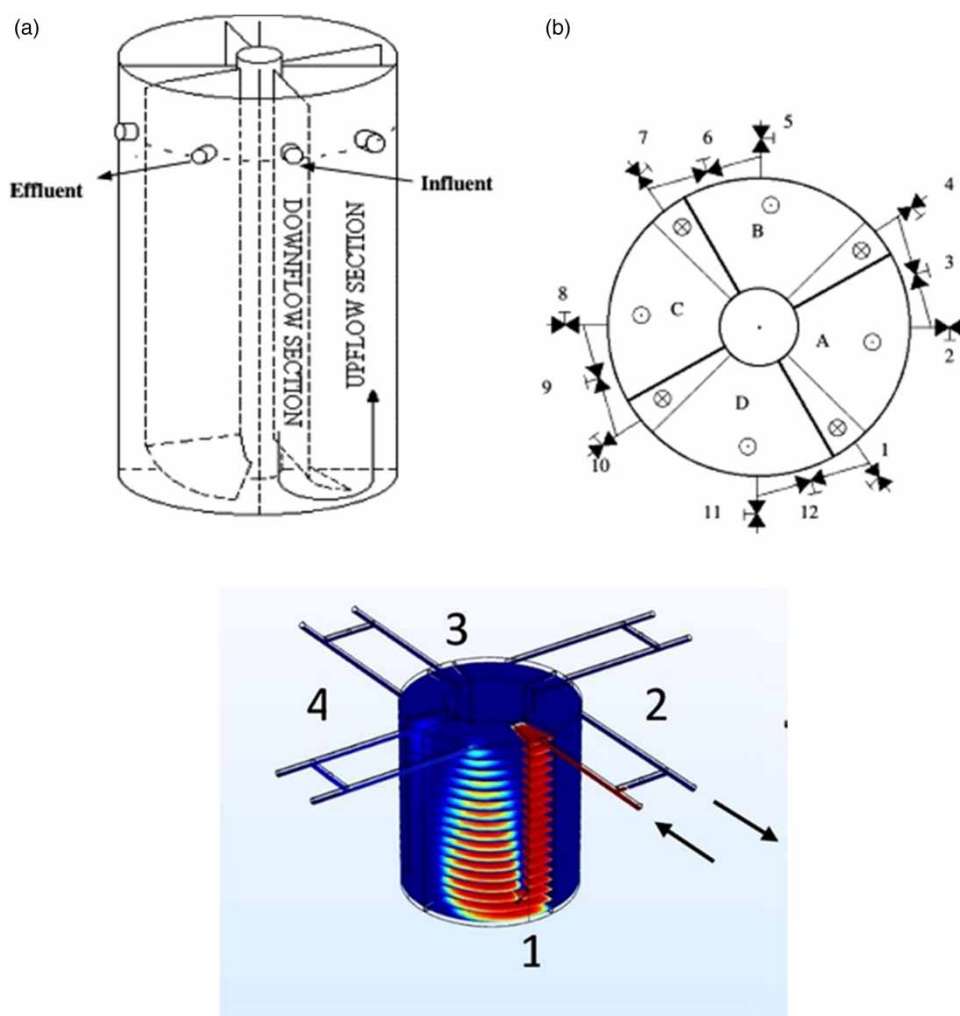 (a)
Effluent
Influent
DOWNFLOW SECTION
UPFLOW SECTION
(b)
5
6
7
4
B
3
8
C
A
2
9
D
10
1
11
12
3
4
2
1